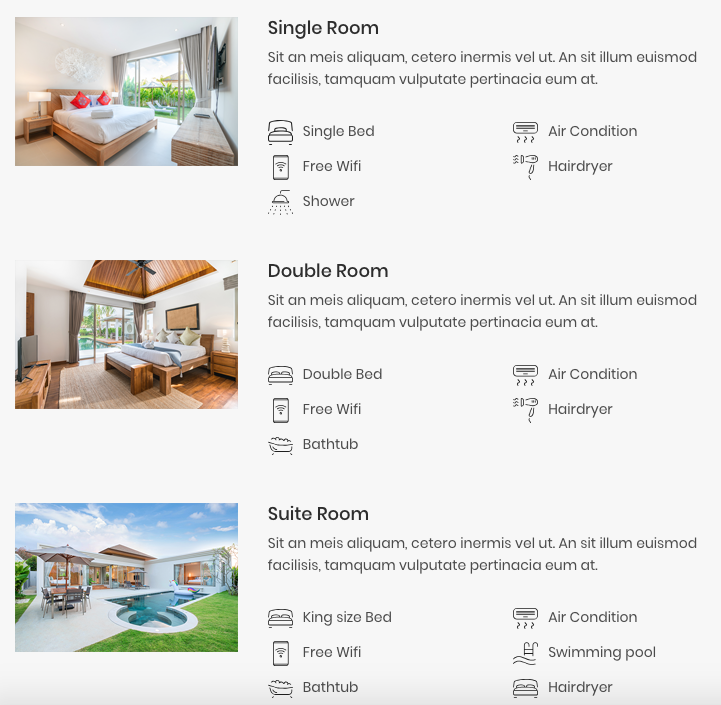 Single Room
Sit an meis aliquam, cetero inermis vel ut. An sit illum euismod
facilisis, tamquam vulputate pertinacia eum at.
Single Bed
Air Condition
Free Wifi
Hairdryer
Shower
Double Room
Sit an meis aliquam, cetero inermis vel ut. An sit illum euismod
facilisis, tamquam vulputate pertinacia eum at.
Double Bed
Air Condition
Free Wifi
Hairdryer
Bathtub
Suite Room
Sit an meis aliquam, cetero inermis vel ut. An sit illum euismod
facilisis, tamquam vulputate pertinacia eum at.
King size Bed
Air Condition
Free Wifi
Swimming pool
Bathtub
Hairdryer